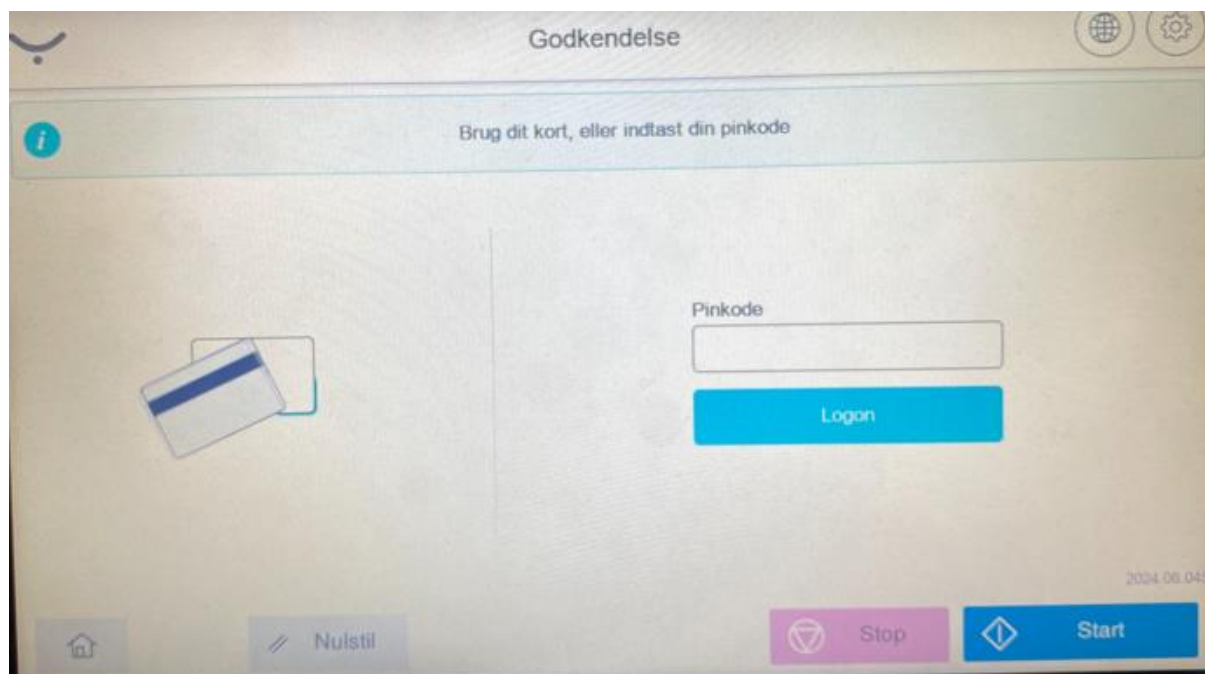 Godkendelse
Brug dit kort, eller indtast din pinkode
Pinkode
Logon
Nulstil
Stop
Start